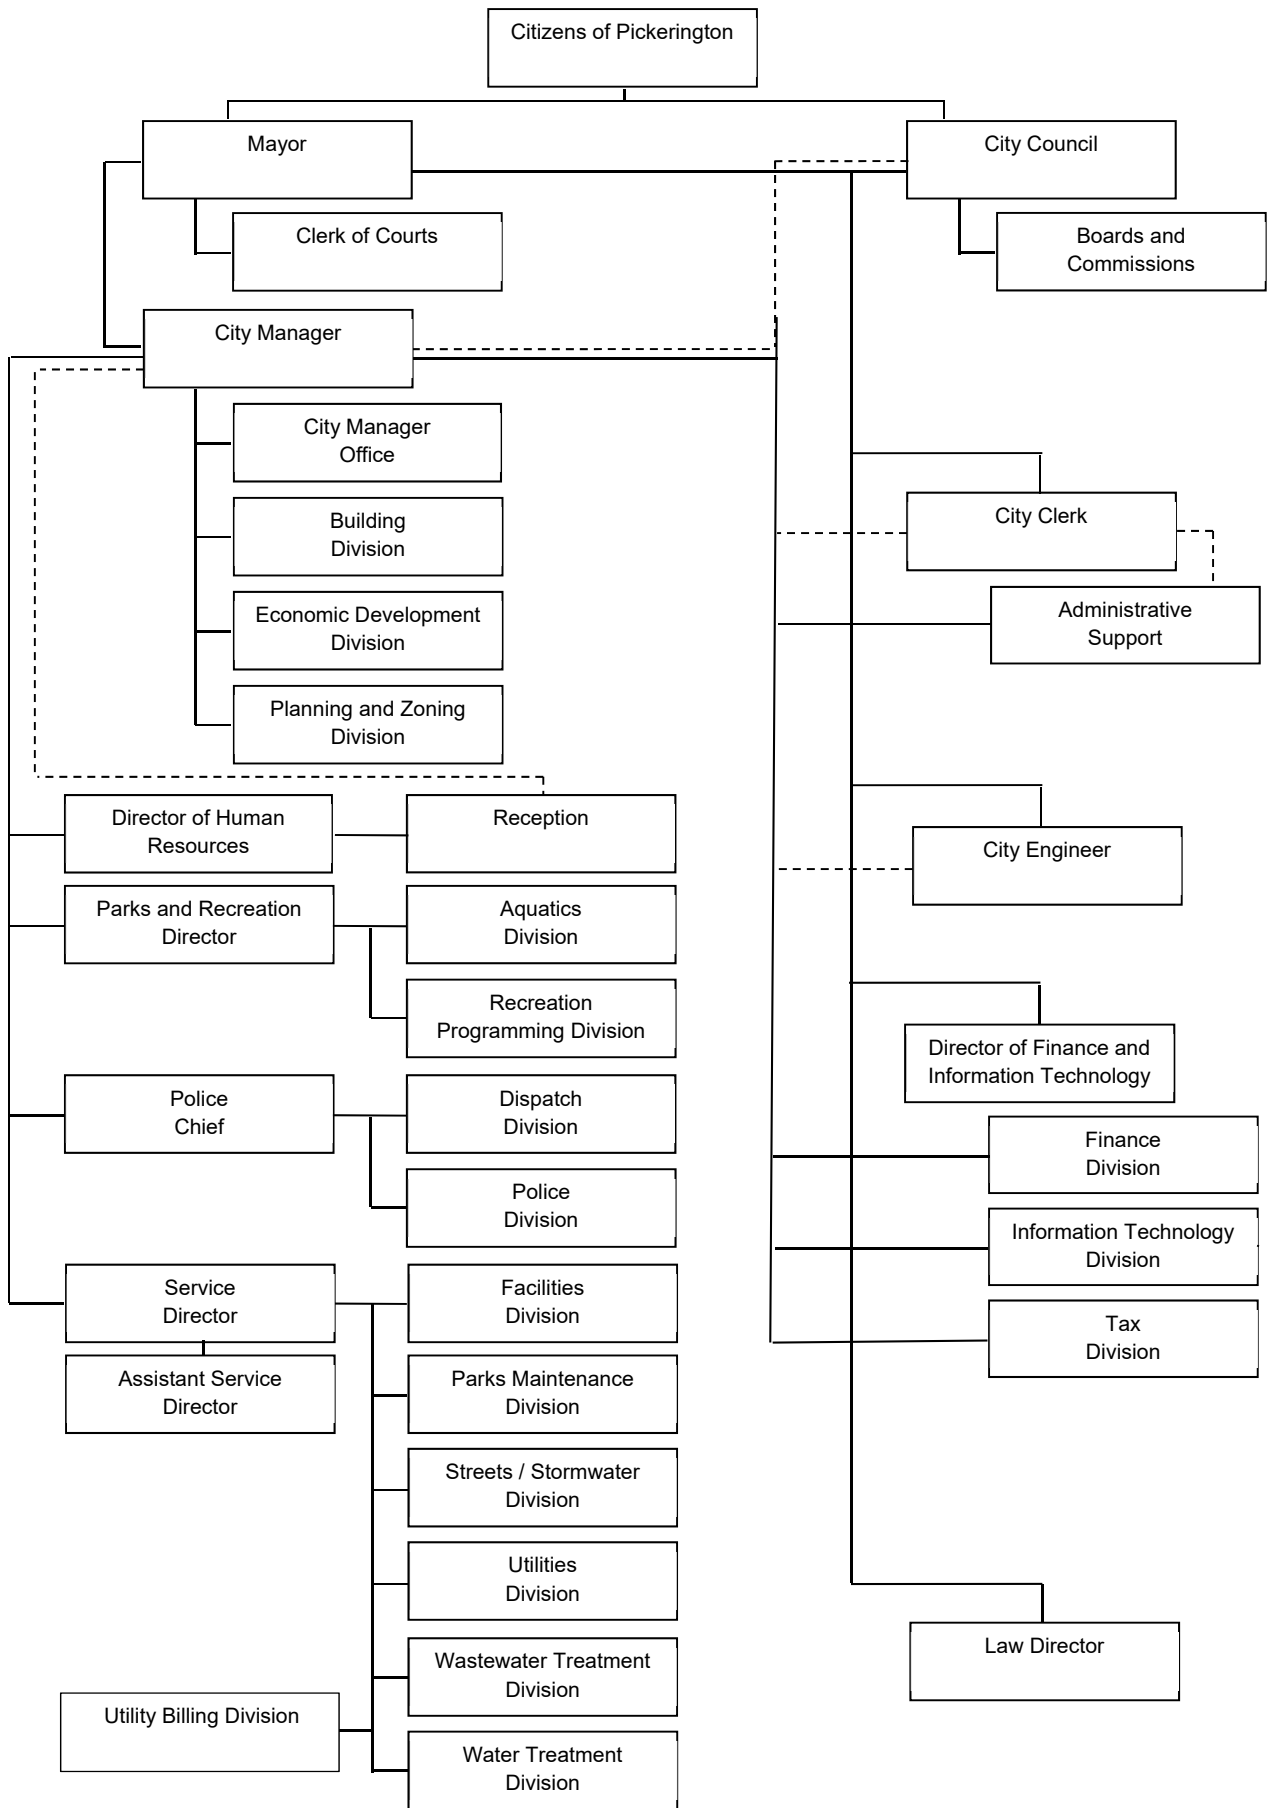 Citizens of Pickerington
Mayor
City Council
Clerk of Courts
Boards and
Commissions
City Manager
City Manager
Office
Building
Division
Economic Development
Division
Planning and Zoning
Division
City Clerk
Administrative
Support
Director of Human
Resources
Reception
City Engineer
Parks and Recreation
Director
Aquatics
Division
Recreation
Programming Division
Director of Finance and
Information Technology
Police
Chief
Dispatch
Division
Police
Division
Finance
Division
Information Technology
Division
Tax
Division
Service
Director
Facilities
Division
Assistant Service
Director
Parks Maintenance
Division
Streets / Stormwater
Division
Utilities
Division
Wastewater Treatment
Division
Law Director
Utility Billing Division
Water Treatment
Division